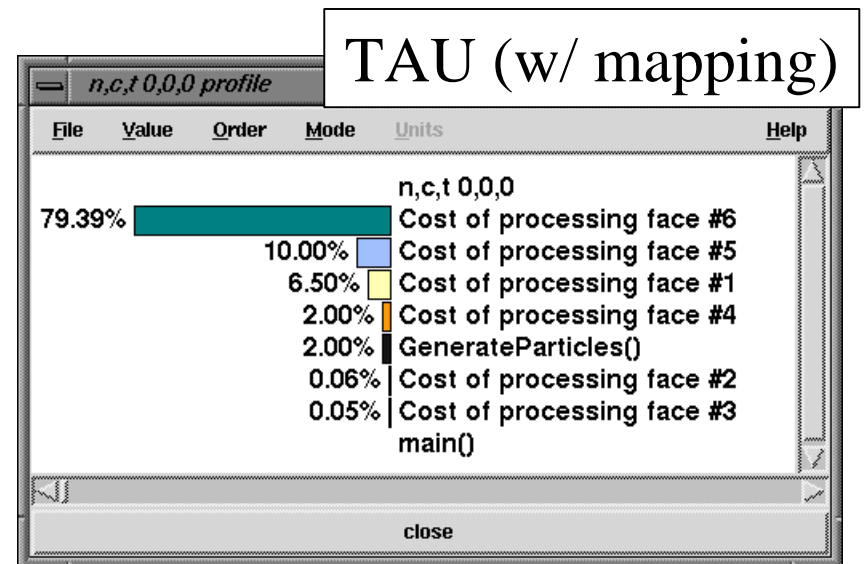 TAU (w/ mapping)
n,c,t 0,0,0 profile
File Value Order Mode Units Help
n,c,t 0,0,0
79.39% Cost of processing face #6
10.00% Cost of processing face #5
6.50% Cost of processing face #1
2.00% Cost of processing face #4
2.00% GenerateParticles()
0.06% Cost of processing face #2
0.05% Cost of processing face #3
main()
close